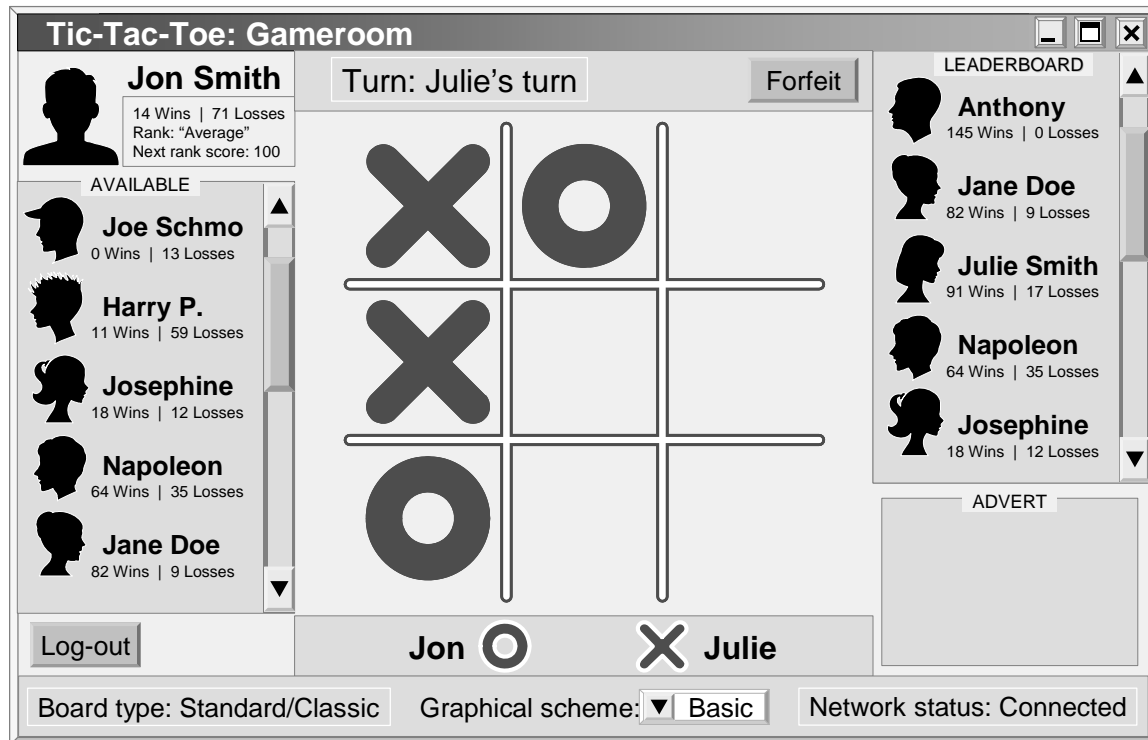 Tic-Tac-Toe: Gameroom
Jon Smith
14 Wins | 71 Losses
Rank: “Average”
Next rank score: 100
AVAILABLE
Joe Schmo
0 Wins | 13 Losses
Harry P.
11 Wins | 59 Losses
Josephine
18 Wins | 12 Losses
Napoleon
64 Wins | 35 Losses
Jane Doe
82 Wins | 9 Losses
Log-out
Turn: Julie’s turn
Forfeit
Jon
Julie
LEADERBOARD
Anthony
145 Wins | 0 Losses
Jane Doe
82 Wins | 9 Losses
Julie Smith
91 Wins | 17 Losses
Napoleon
64 Wins | 35 Losses
Josephine
18 Wins | 12 Losses
ADVERT
Board type: Standard/Classic
Graphical scheme: Basic
Network status: Connected